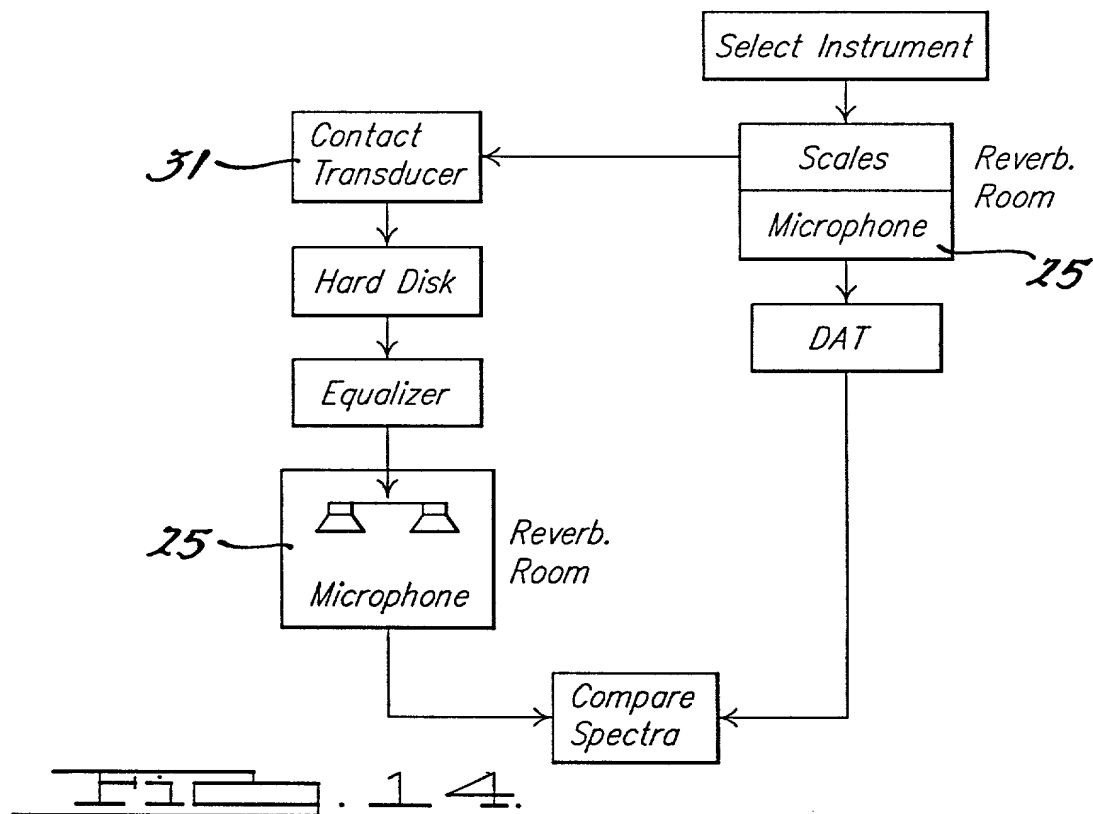 Select Instrument
Contact
Transducer
31
Scales
Reverb.
Room
Microphone
25
Hard Disk
DAT
Equalizer
25
Reverb.
Room
Microphone
Compare
Spectra
Fig. 14.